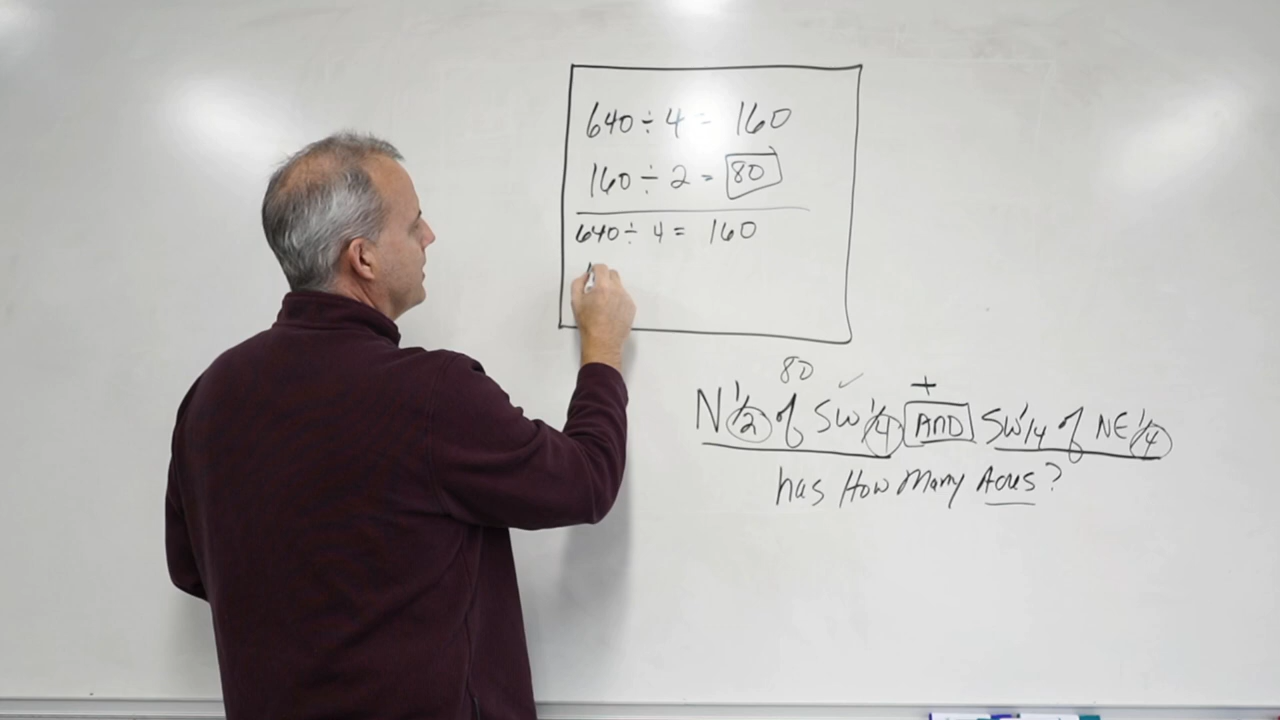 640 ÷ 4 = 160
160 ÷ 2 = 80
640 ÷ 4 = 160
80 ✓ +
N 1/2 of SW 1/4 AND SW 1/4 of NE 1/4
has How Many Acres?